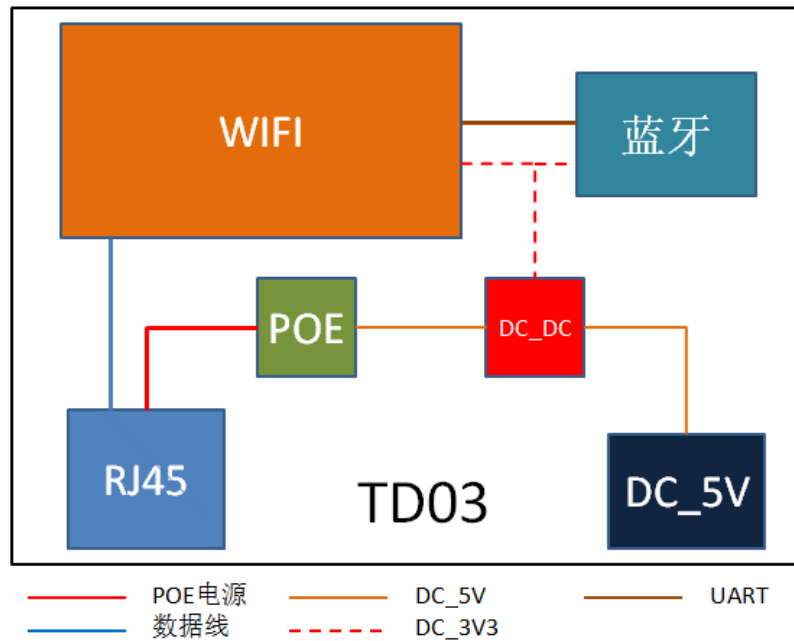 WIFI
蓝牙
POE
DC_DC
RJ45
TD03
DC_5V
POE电源
DC_5V
UART
数据线
DC_3V3